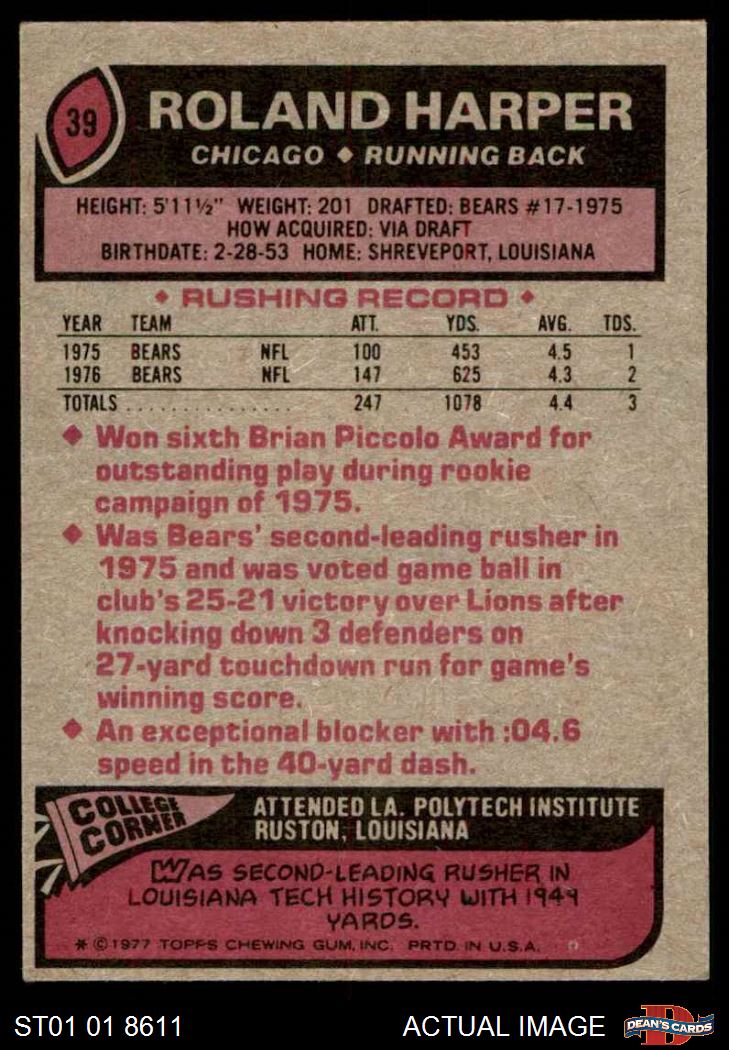 39
ROLAND HARPER
CHICAGO ♦ RUNNING BACK
HEIGHT: 5'11½" WEIGHT: 201 DRAFTED: BEARS #17-1975
HOW ACQUIRED: VIA DRAFT
BIRTHDATE: 2-28-53 HOME: SHREVEPORT, LOUISIANA
♦ RUSHING RECORD ♦
YEAR TEAM ATT. YDS. AVG. TDS.
1975 BEARS NFL 100 453 4.5 1
1976 BEARS NFL 147 625 4.3 2
TOTALS . . . . . . . . . . . . . 247 1078 4.4 3
♦ Won sixth Brian Piccolo Award for
outstanding play during rookie
campaign of 1975.
♦ Was Bears' second-leading rusher in
1975 and was voted game ball in
club's 25-21 victory over Lions after
knocking down 3 defenders on
27-yard touchdown run for game's
winning score.
♦ An exceptional blocker with :04.6
speed in the 40-yard dash.
COLLEGE
CORNER
ATTENDED LA. POLYTECH INSTITUTE
RUSTON, LOUISIANA
WAS SECOND-LEADING RUSHER IN
LOUISIANA TECH HISTORY WITH 1949
YARDS.
* © 1977 TOPPS CHEWING GUM, INC. PRTD. IN U.S.A.
ST01 01 8611
ACTUAL IMAGE
D
DEAN'S CARDS